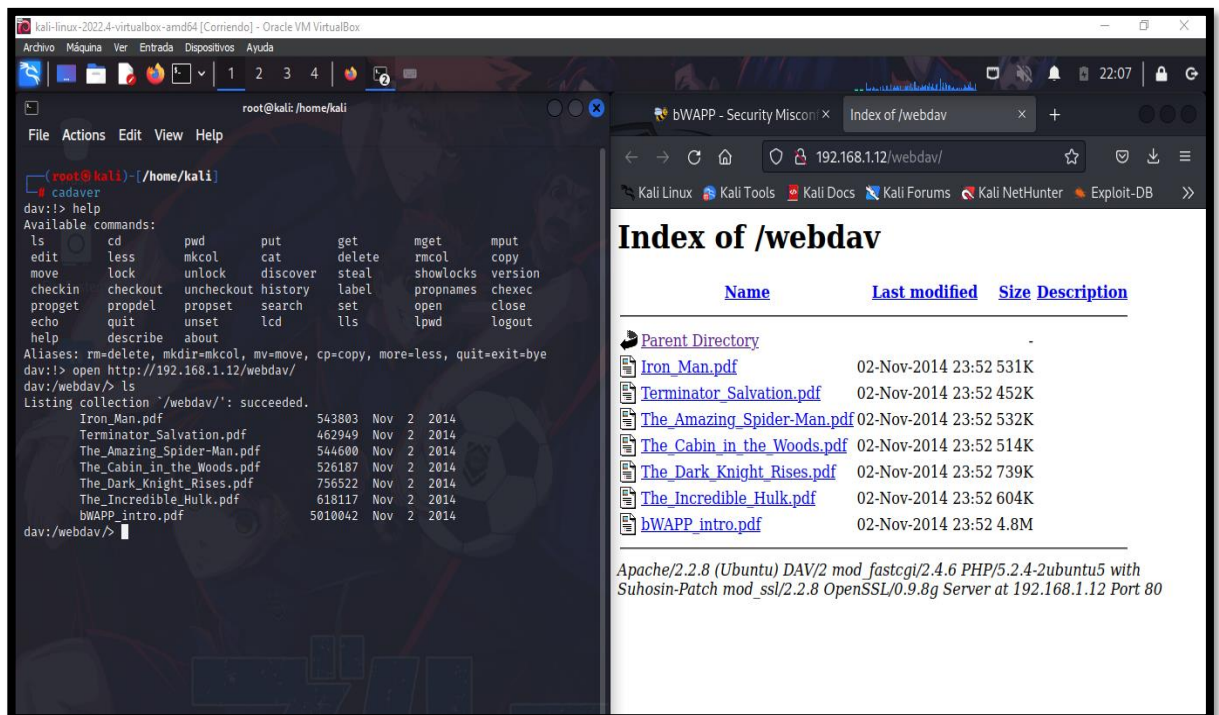 kali-linux-2022.4-virtualbox-amd64 [Corriendo] - Oracle VM VirtualBox
Archivo Máquina Ver Entrada Dispositivos Ayuda
1 2 3 4
22:07
root@kali: /home/kali
File Actions Edit View Help
(root@kali)-[/home/kali]
# cadaver
dav:!> help
Available commands:
ls cd pwd put get mget mput
edit less mkcol cat delete rmcol copy
move lock unlock discover steal showlocks version
checkin checkout uncheckout history label propnames chexec
propget propdel propset search set open close
echo quit unset lcd lls lpwd logout
help describe about
Aliases: rm=delete, mkdir=mkcol, mv=move, cp=copy, more=less, quit=exit=bye
dav:!> open http://192.168.1.12/webdav/
dav:/webdav/> ls
Listing collection `/webdav/': succeeded.
Iron_Man.pdf 543803 Nov 2 2014
Terminator_Salvation.pdf 462949 Nov 2 2014
The_Amazing_Spider-Man.pdf 544600 Nov 2 2014
The_Cabin_in_the_Woods.pdf 526187 Nov 2 2014
The_Dark_Knight_Rises.pdf 756522 Nov 2 2014
The_Incredible_Hulk.pdf 618117 Nov 2 2014
bWAPP_intro.pdf 5010042 Nov 2 2014
dav:/webdav/>
bWAPP - Security Misconf
Index of /webdav
192.168.1.12/webdav/
Kali Linux Kali Tools Kali Docs Kali Forums Kali NetHunter Exploit-DB
Index of /webdav
Name Last modified Size Description
Parent Directory -
Iron_Man.pdf 02-Nov-2014 23:52 531K
Terminator_Salvation.pdf 02-Nov-2014 23:52 452K
The_Amazing_Spider-Man.pdf 02-Nov-2014 23:52 532K
The_Cabin_in_the_Woods.pdf 02-Nov-2014 23:52 514K
The_Dark_Knight_Rises.pdf 02-Nov-2014 23:52 739K
The_Incredible_Hulk.pdf 02-Nov-2014 23:52 604K
bWAPP_intro.pdf 02-Nov-2014 23:52 4.8M
Apache/2.2.8 (Ubuntu) DAV/2 mod_fastcgi/2.4.6 PHP/5.2.4-2ubuntu5 with
Suhosin-Patch mod_ssl/2.2.8 OpenSSL/0.9.8g Server at 192.168.1.12 Port 80